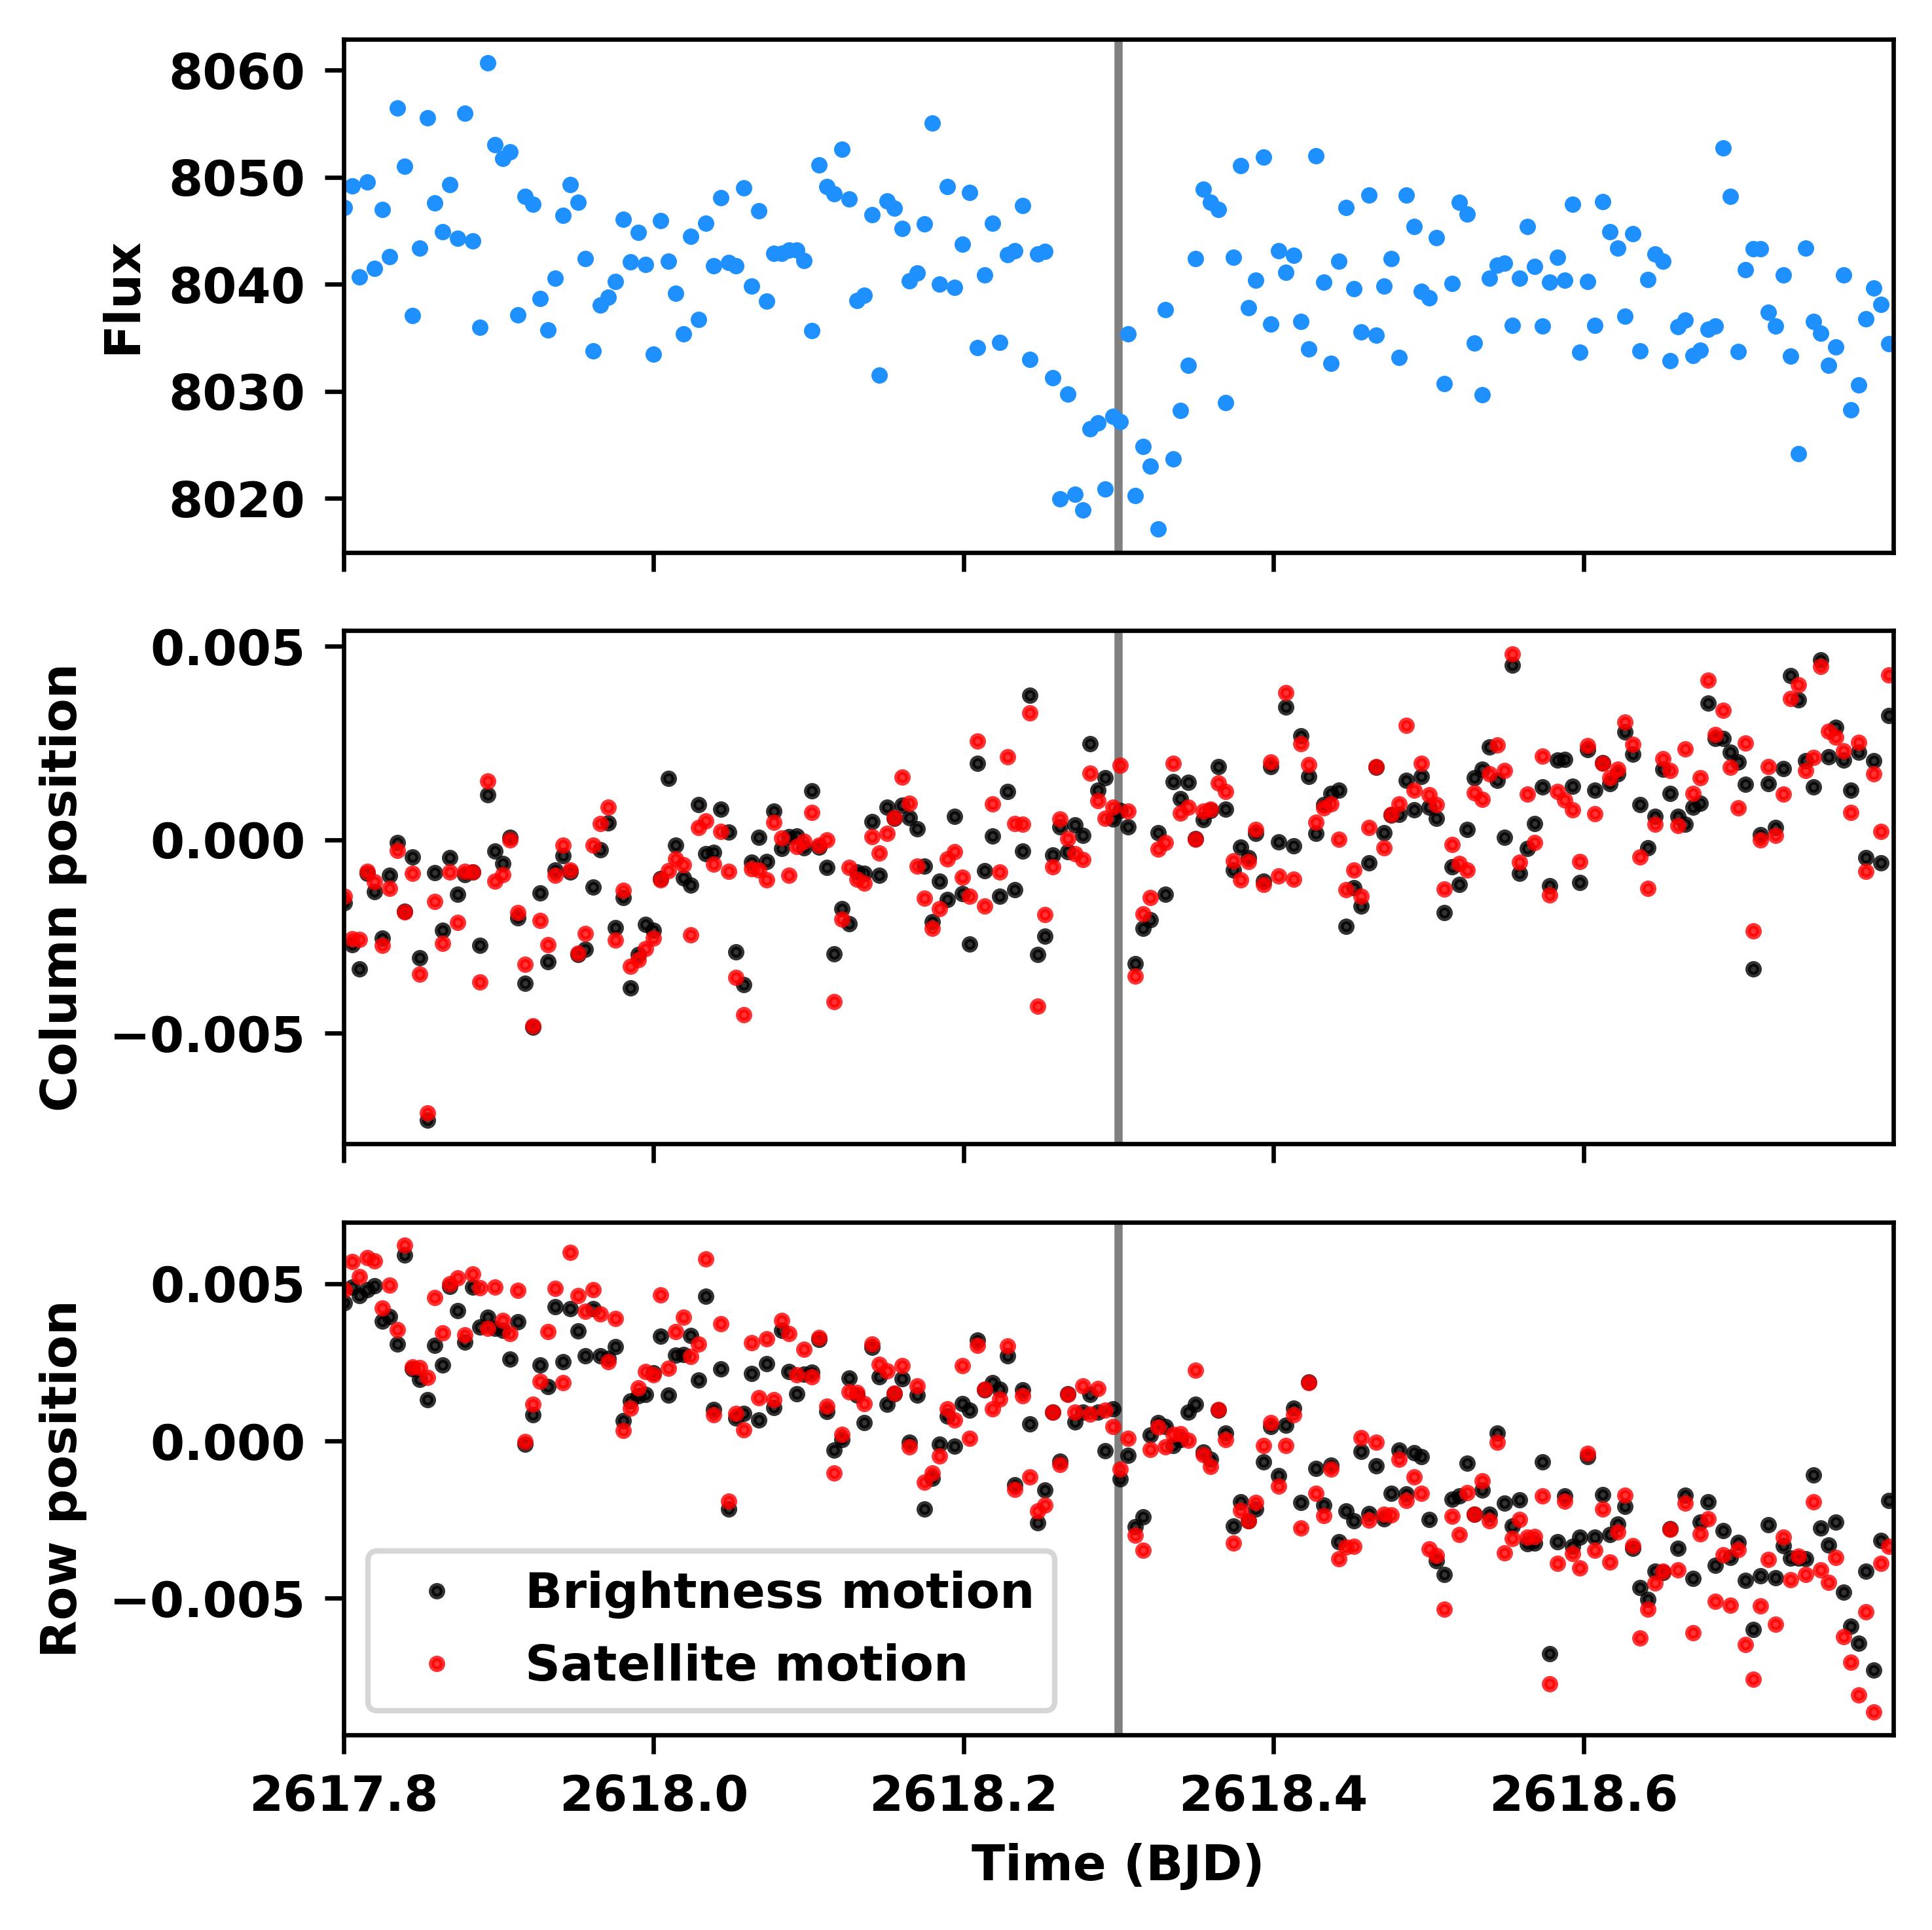 8060
8050
8040
8030
8020
Flux
0.005
0.000
−0.005
Column position
0.005
0.000
−0.005
Row position
Brightness motion
Satellite motion
2617.8 2618.0 2618.2 2618.4 2618.6
Time (BJD)